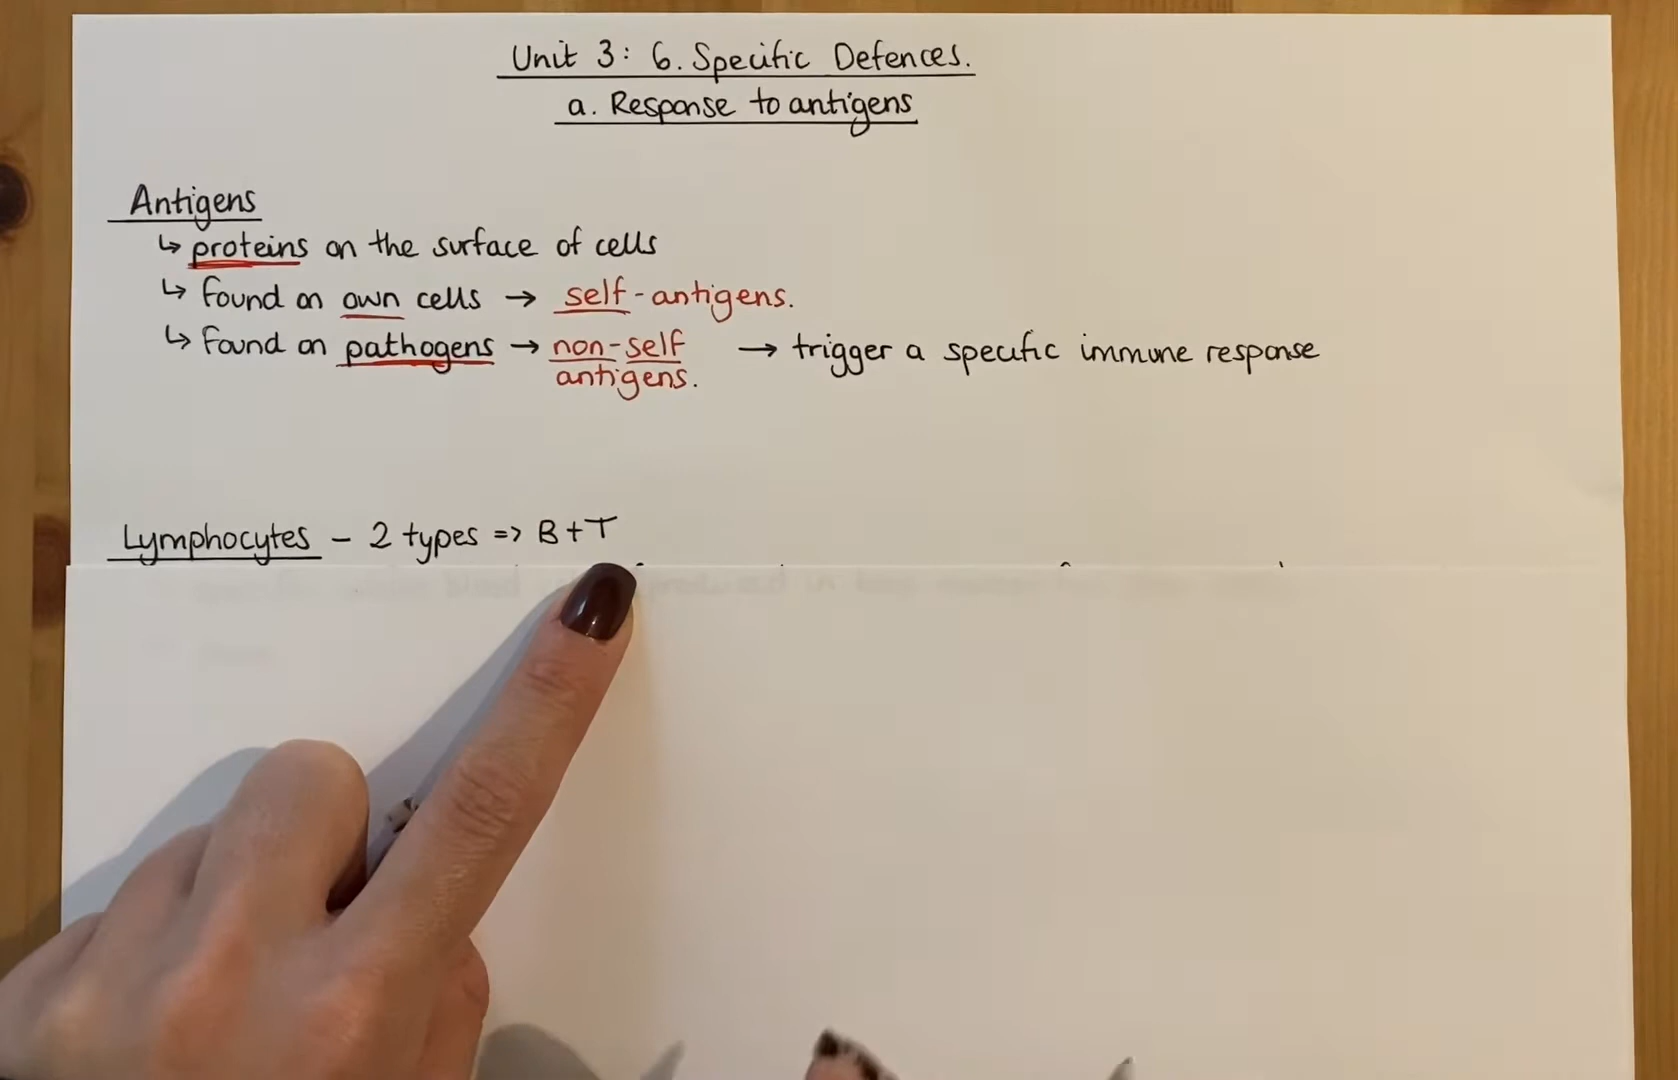 Unit 3: 6. Specific Defences.
a. Response to antigens
Antigens
↳ proteins on the surface of cells
↳ found on own cells → self-antigens.
↳ found on pathogens → non-self antigens. → trigger a specific immune response
Lymphocytes – 2 types => B+T